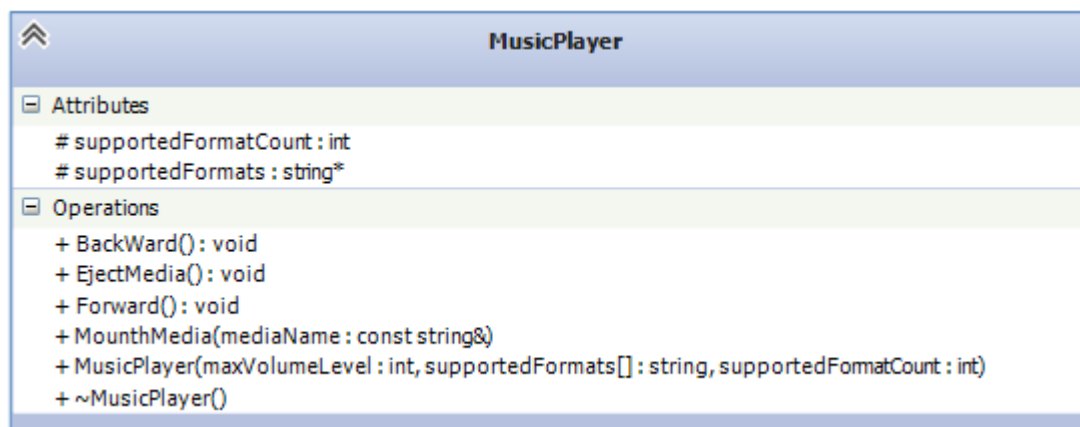 MusicPlayer
Attributes
# supportedFormatCount : int
# supportedFormats : string*
Operations
+ BackWard() : void
+ EjectMedia() : void
+ Forward() : void
+ MounthMedia(mediaName : const string&)
+ MusicPlayer(maxVolumeLevel : int, supportedFormats[] : string, supportedFormatCount : int)
+ ~MusicPlayer()